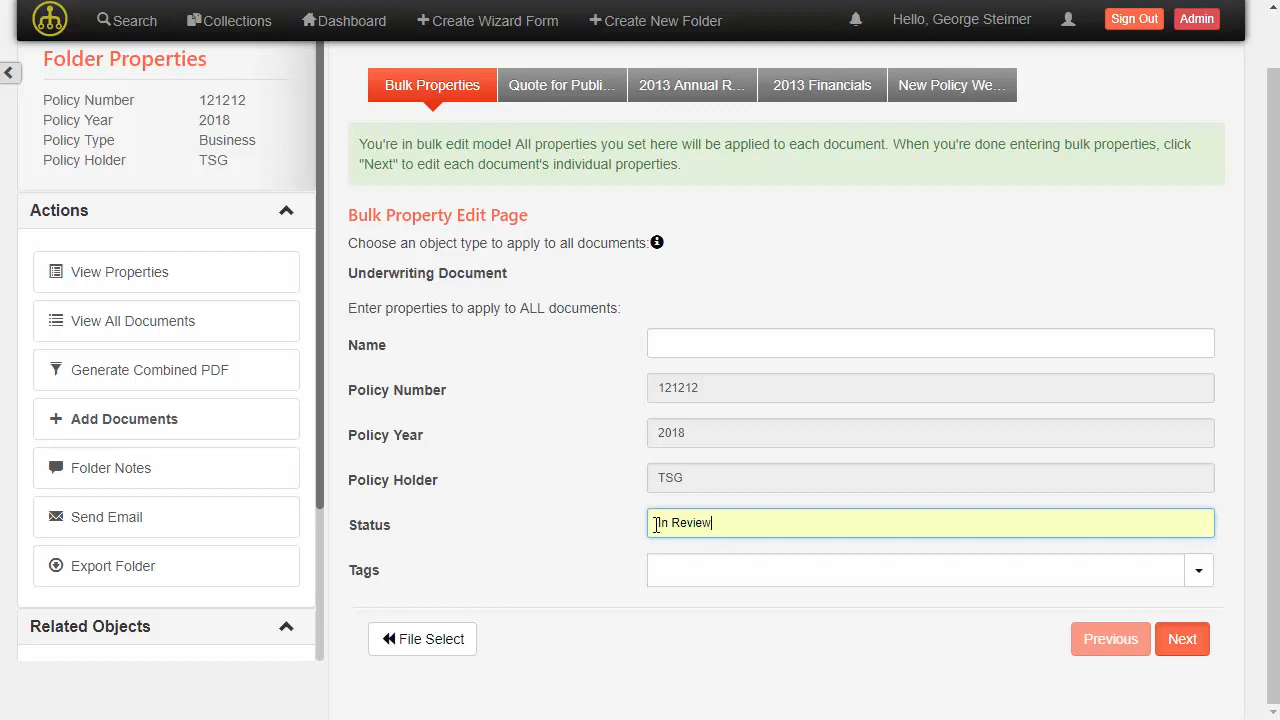 Search Collections Dashboard Create Wizard Form Create New Folder Hello, George Steimer Sign Out Admin
Folder Properties
Policy Number 121212
Policy Year 2018
Policy Type Business
Policy Holder TSG
Actions
View Properties
View All Documents
Generate Combined PDF
Add Documents
Folder Notes
Send Email
Export Folder
Related Objects
Bulk Properties Quote for Publi... 2013 Annual R... 2013 Financials New Policy We...
You're in bulk edit mode! All properties you set here will be applied to each document. When you're done entering bulk properties, click
"Next" to edit each document's individual properties.
Bulk Property Edit Page
Choose an object type to apply to all documents:
Underwriting Document
Enter properties to apply to ALL documents:
Name
Policy Number 121212
Policy Year 2018
Policy Holder TSG
Status In Review
Tags
File Select Previous Next